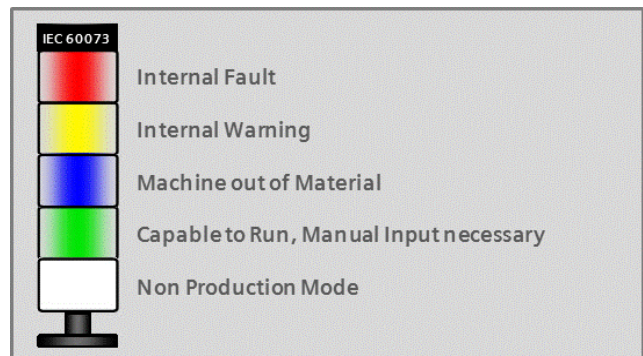 IEC 60073
Internal Fault
Internal Warning
Machine out of Material
Capable to Run, Manual Input necessary
Non Production Mode